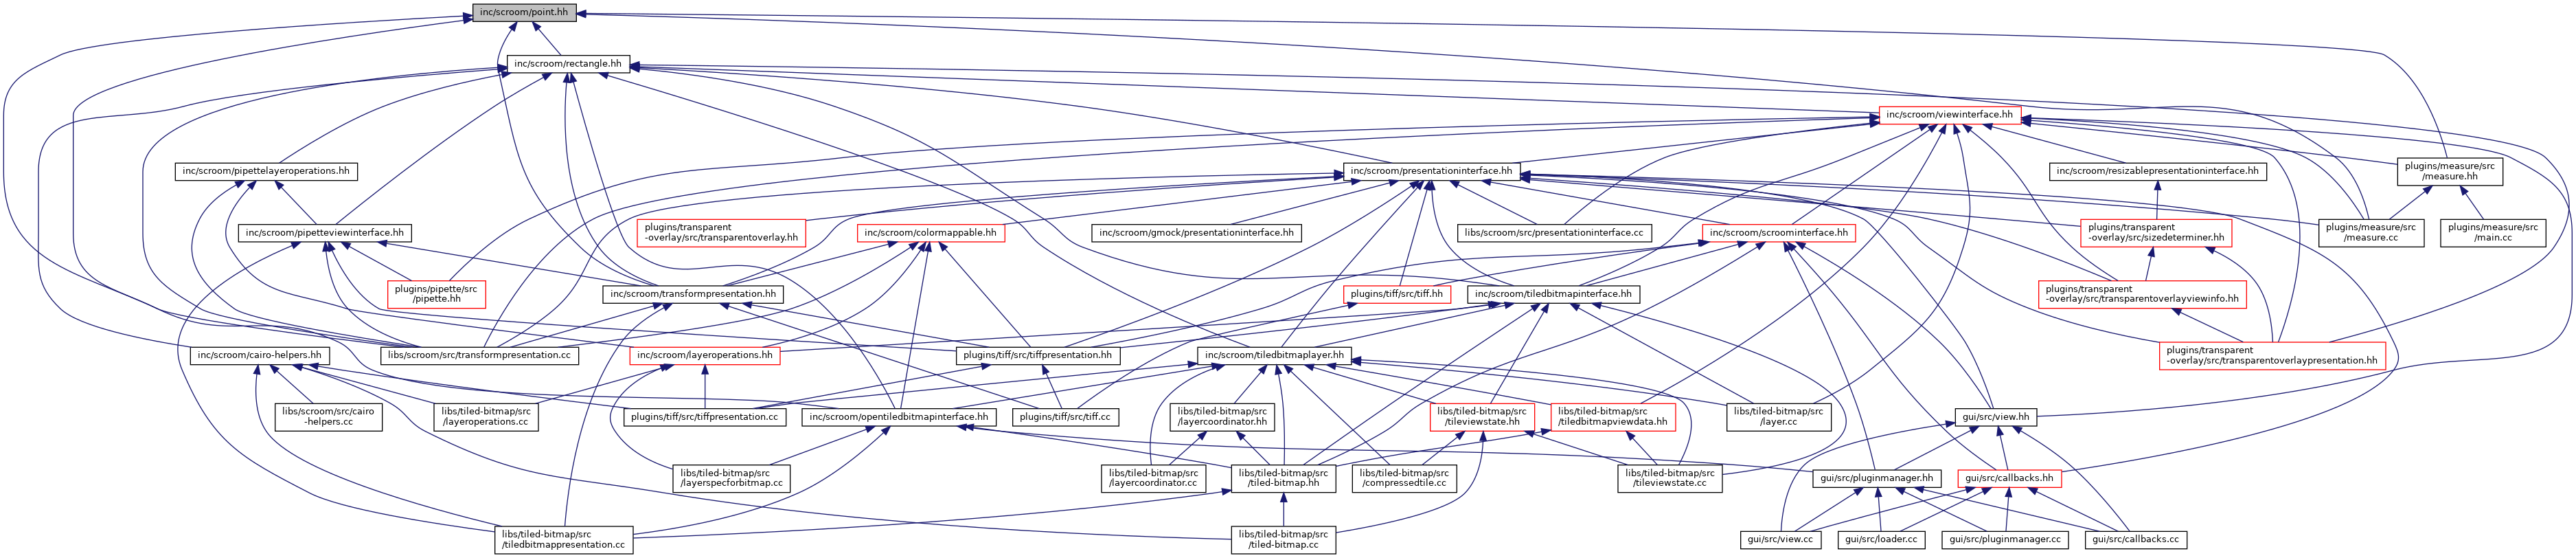 inc/scroom/point.hh
inc/scroom/rectangle.hh
inc/scroom/viewinterface.hh
inc/scroom/pipettelayeroperations.hh
inc/scroom/presentationinterface.hh
inc/scroom/resizablepresentationinterface.hh
plugins/measure/src
/measure.hh
inc/scroom/pipetteviewinterface.hh
plugins/transparent
-overlay/src/transparentoverlay.hh
inc/scroom/colormappable.hh
inc/scroom/gmock/presentationinterface.hh
libs/scroom/src/presentationinterface.cc
inc/scroom/scroominterface.hh
plugins/transparent
-overlay/src/sizedeterminer.hh
plugins/measure/src
/measure.cc
plugins/measure/src
/main.cc
plugins/pipette/src
/pipette.hh
inc/scroom/transformpresentation.hh
plugins/tiff/src/tiff.hh
inc/scroom/tiledbitmapinterface.hh
plugins/transparent
-overlay/src/transparentoverlayviewinfo.hh
inc/scroom/cairo-helpers.hh
libs/scroom/src/transformpresentation.cc
inc/scroom/layeroperations.hh
plugins/tiff/src/tiffpresentation.hh
inc/scroom/tiledbitmaplayer.hh
plugins/transparent
-overlay/src/transparentoverlaypresentation.hh
libs/scroom/src/cairo
-helpers.cc
libs/tiled-bitmap/src
/layeroperations.cc
plugins/tiff/src/tiffpresentation.cc
inc/scroom/opentiledbitmapinterface.hh
plugins/tiff/src/tiff.cc
libs/tiled-bitmap/src
/layercoordinator.hh
libs/tiled-bitmap/src
/tileviewstate.hh
libs/tiled-bitmap/src
/tiledbitmapviewdata.hh
libs/tiled-bitmap/src
/layer.cc
gui/src/view.hh
libs/tiled-bitmap/src
/layerspecforbitmap.cc
libs/tiled-bitmap/src
/layercoordinator.cc
libs/tiled-bitmap/src
/tiled-bitmap.hh
libs/tiled-bitmap/src
/compressedtile.cc
libs/tiled-bitmap/src
/tileviewstate.cc
gui/src/pluginmanager.hh
gui/src/callbacks.hh
libs/tiled-bitmap/src
/tiledbitmappresentation.cc
libs/tiled-bitmap/src
/tiled-bitmap.cc
gui/src/view.cc
gui/src/loader.cc
gui/src/pluginmanager.cc
gui/src/callbacks.cc